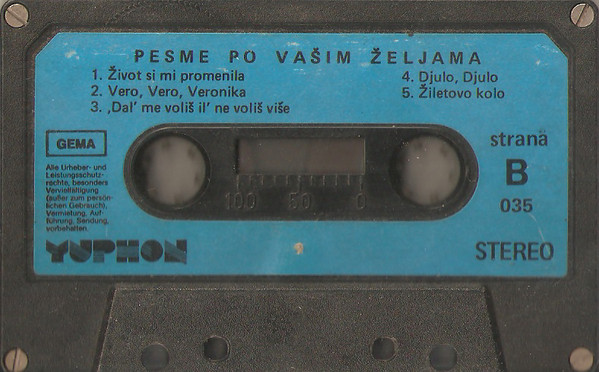 PESME PO VAŠIM ŽELJAMA
1. Život si mi promenila
2. Vero, Vero, Veronika
3. ‚Dal' me voliš il' ne voliš više
4. Djulo, Djulo
5. Žiletovo kolo
GEMA
Alle Urheber- und
Leistungsschutz-
rechte, besonders
Vervielfältigung
(außer zum persön-
lichen Gebrauch),
Vermietung, Auf-
führung, Sendung,
vorbehalten.
YUPHON
100 50 0
strana
B
035
STEREO